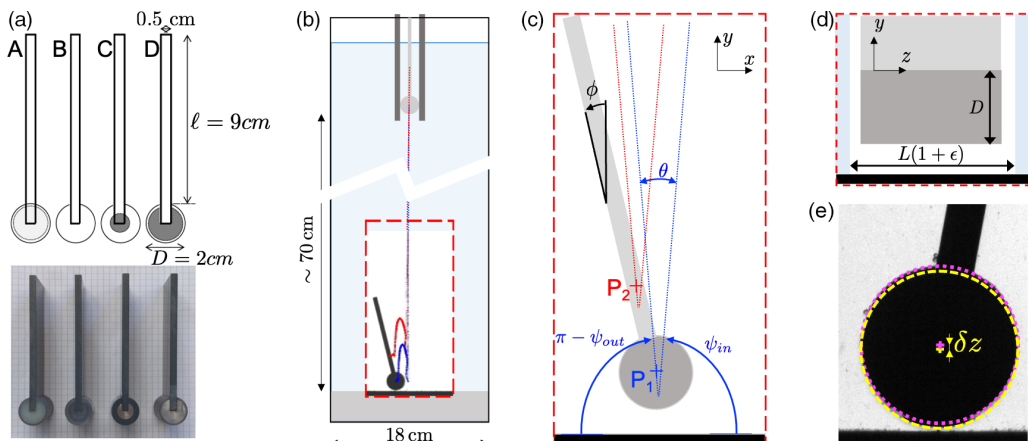 (a)
0.5 cm
A B C D
ℓ = 9cm
D = 2cm
(b)
~ 70 cm
18 cm
(c)
y
x
ϕ
θ
P₂
π − ψout
ψin
P₁
(d)
y
z
D
L(1 + ϵ)
(e)
δz